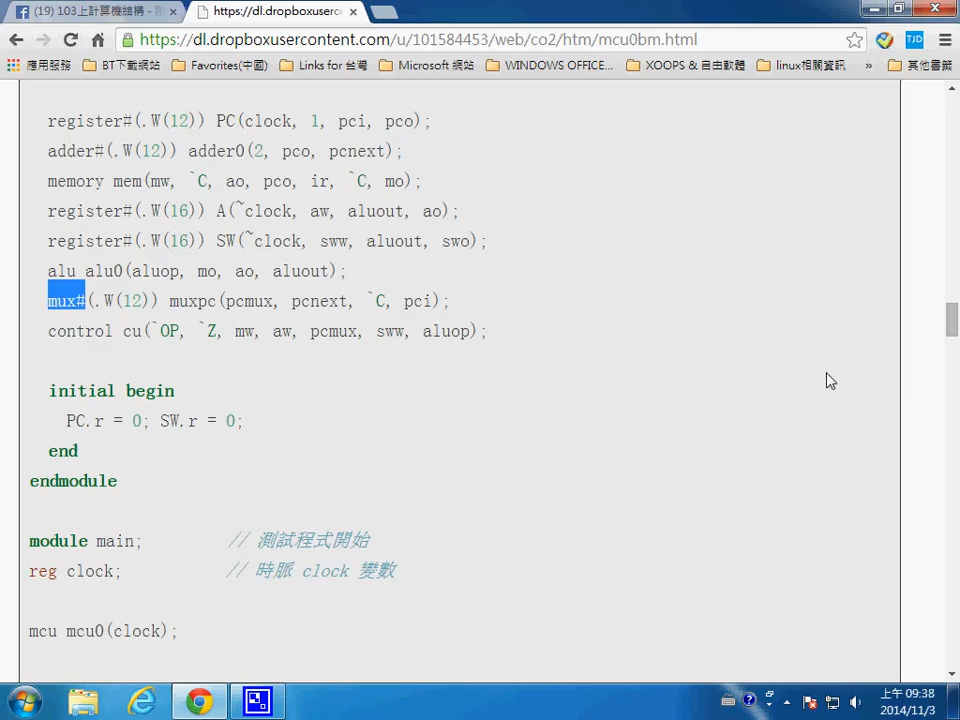 (19) 103上計算機結構 -
https://dl.dropboxuserc
https://dl.dropboxusercontent.com/u/101584453/web/co2/htm/mcu0bm.html
TJD
應用服務 BT下載網站 Favorites(中國) Links for 台灣 Microsoft 網站 WINDOWS OFFICE... XOOPS & 自由軟體 linux相關資訊 » 其他書籤
register#(.W(12)) PC(clock, 1, pci, pco);
adder#(.W(12)) adder0(2, pco, pcnext);
memory mem(mw, `C, ao, pco, ir, `C, mo);
register#(.W(16)) A(~clock, aw, aluout, ao);
register#(.W(16)) SW(~clock, sww, aluout, swo);
alu alu0(aluop, mo, ao, aluout);
mux#(.W(12)) muxpc(pcmux, pcnext, `C, pci);
control cu(`OP, `Z, mw, aw, pcmux, sww, aluop);
initial begin
PC.r = 0; SW.r = 0;
end
endmodule
module main; // 測試程式開始
reg clock; // 時脈 clock 變數
mcu mcu0(clock);
上午 09:38
2014/11/3